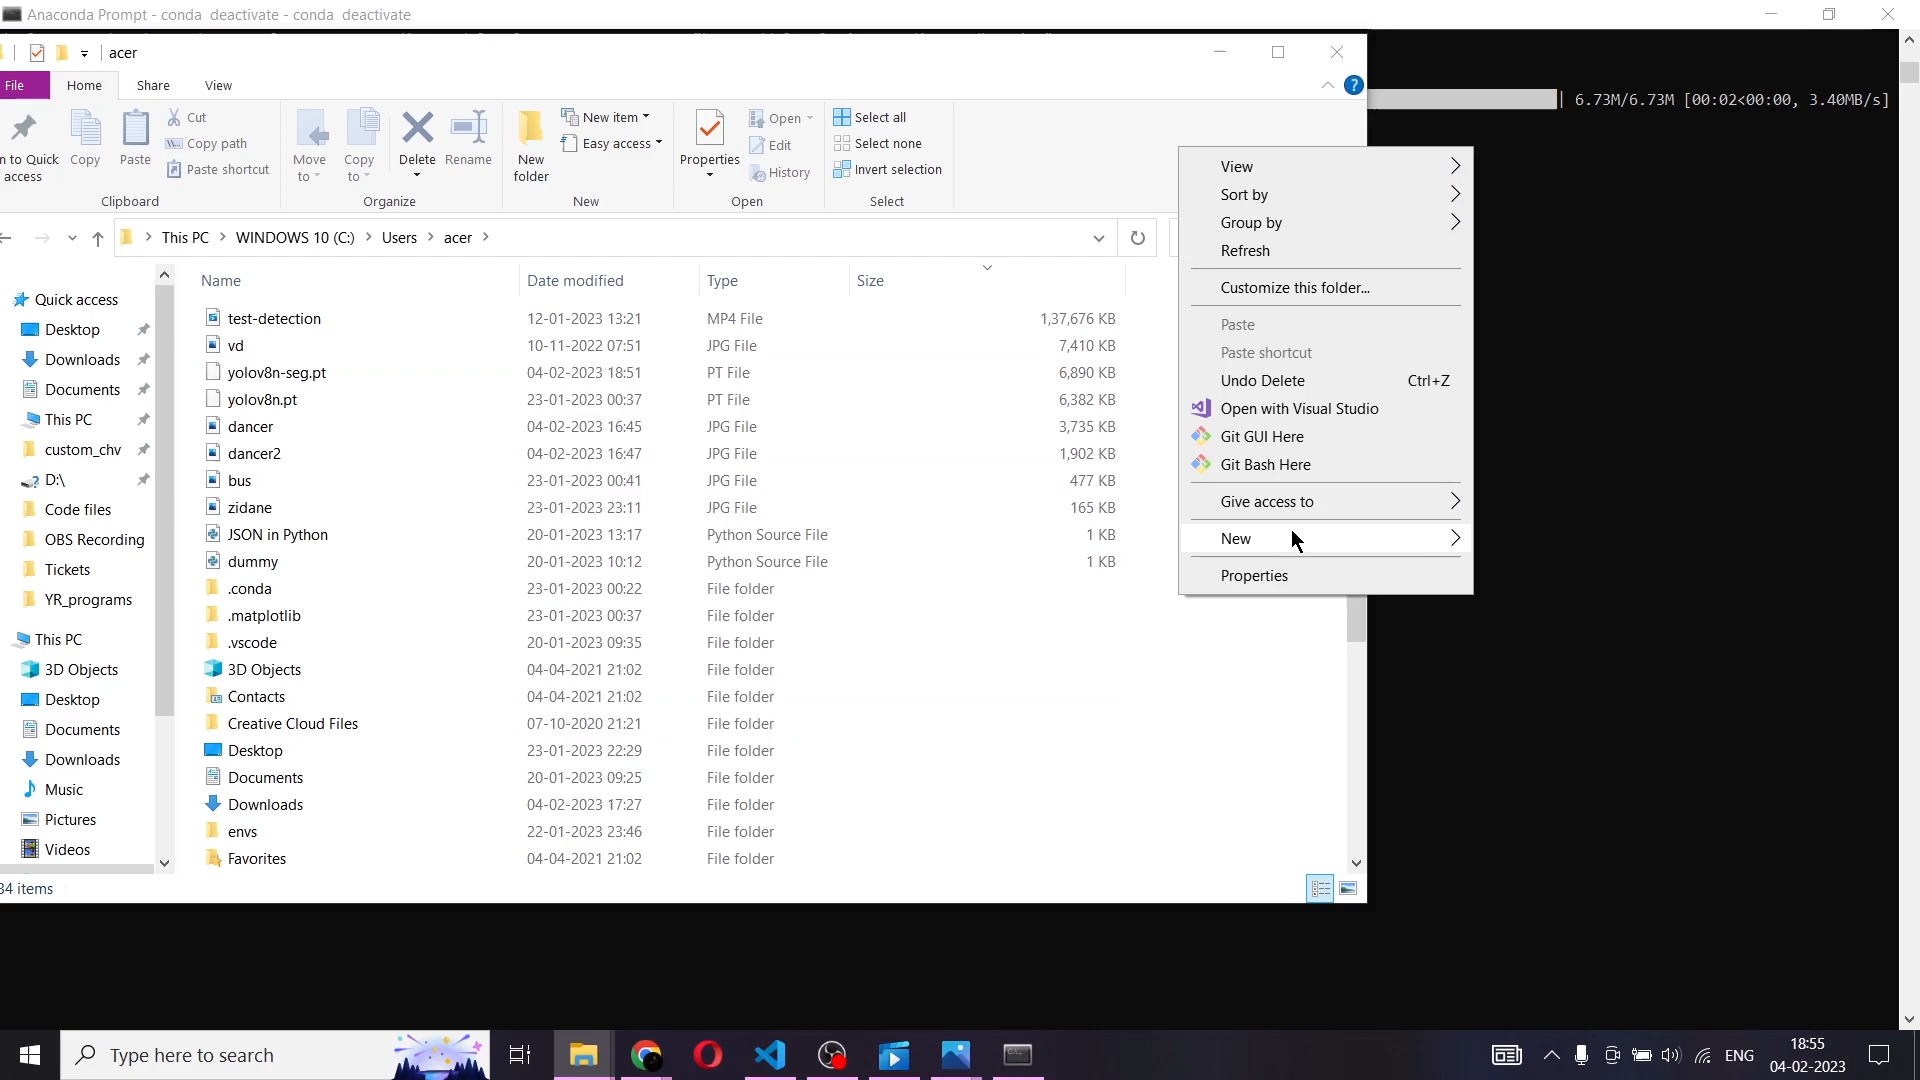 Anaconda Prompt - conda deactivate - conda deactivate
acer
File Home Share View
6.73M/6.73M [00:02<00:00, 3.40MB/s]
n to Quick access
Copy
Paste
Cut
Copy path
Paste shortcut
Clipboard
Move to
Copy to
Delete
Rename
Organize
New folder
New item
Easy access
New
Properties
Open
Edit
History
Open
Select all
Select none
Invert selection
Select
This PC > WINDOWS 10 (C:) > Users > acer >
Name Date modified Type Size
Quick access
Desktop
Downloads
Documents
This PC
custom_chv
D:\
Code files
OBS Recording
Tickets
YR_programs
This PC
3D Objects
Desktop
Documents
Downloads
Music
Pictures
Videos
test-detection 12-01-2023 13:21 MP4 File 1,37,676 KB
vd 10-11-2022 07:51 JPG File 7,410 KB
yolov8n-seg.pt 04-02-2023 18:51 PT File 6,890 KB
yolov8n.pt 23-01-2023 00:37 PT File 6,382 KB
dancer 04-02-2023 16:45 JPG File 3,735 KB
dancer2 04-02-2023 16:47 JPG File 1,902 KB
bus 23-01-2023 00:41 JPG File 477 KB
zidane 23-01-2023 23:11 JPG File 165 KB
JSON in Python 20-01-2023 13:17 Python Source File 1 KB
dummy 20-01-2023 10:12 Python Source File 1 KB
.conda 23-01-2023 00:22 File folder
.matplotlib 23-01-2023 00:37 File folder
.vscode 20-01-2023 09:35 File folder
3D Objects 04-04-2021 21:02 File folder
Contacts 04-04-2021 21:02 File folder
Creative Cloud Files 07-10-2020 21:21 File folder
Desktop 23-01-2023 22:29 File folder
Documents 20-01-2023 09:25 File folder
Downloads 04-02-2023 17:27 File folder
envs 22-01-2023 23:46 File folder
Favorites 04-04-2021 21:02 File folder
34 items
View
Sort by
Group by
Refresh
Customize this folder...
Paste
Paste shortcut
Undo Delete Ctrl+Z
Open with Visual Studio
Git GUI Here
Git Bash Here
Give access to
New
Properties
Type here to search
ENG
18:55
04-02-2023